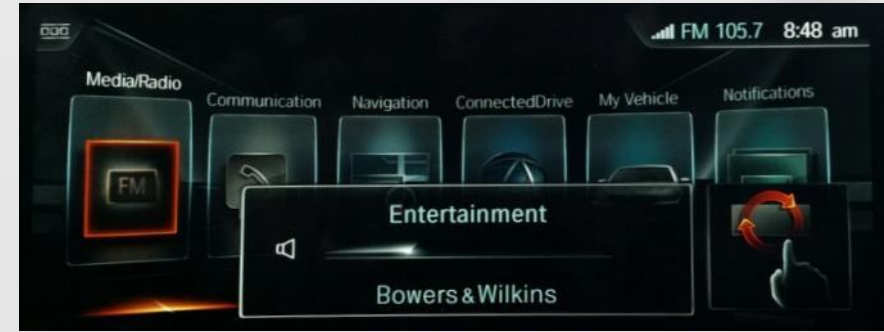 FM 105.7 8:48 am
Media/Radio
Communication
Navigation
ConnectedDrive
My Vehicle
Notifications
FM
Entertainment
Bowers & Wilkins